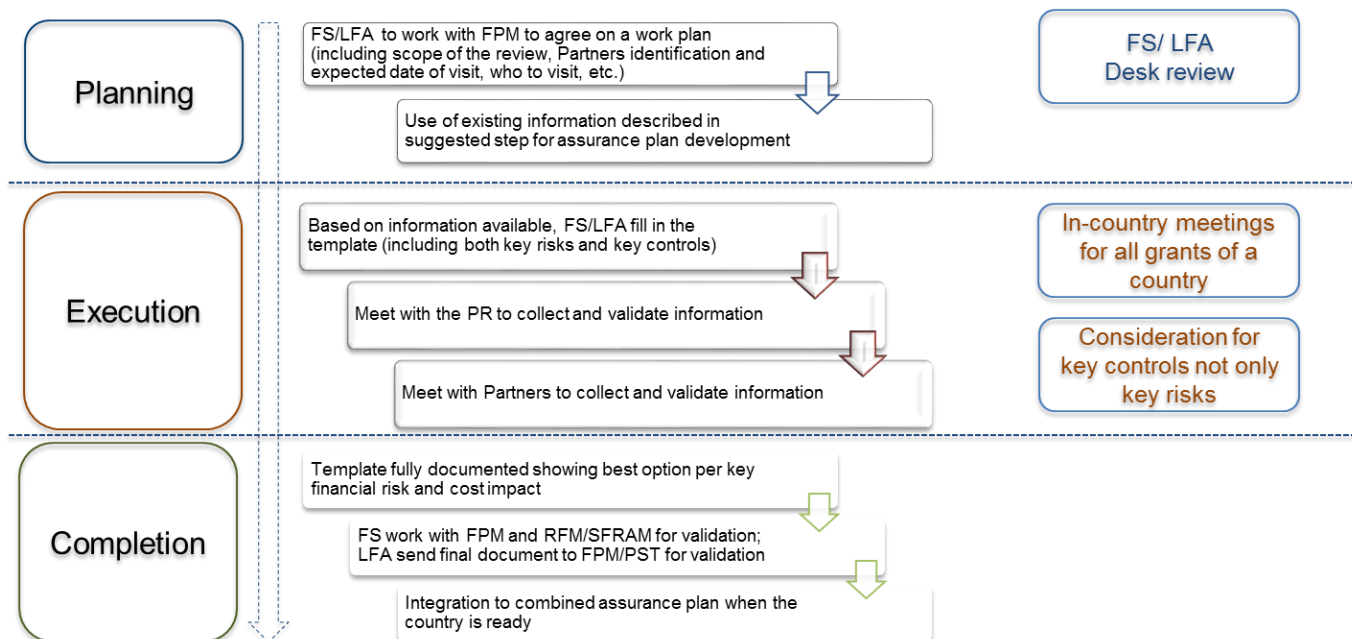 Planning
FS/LFA to work with FPM to agree on a work plan
(including scope of the review, Partners identification and
expected date of visit, who to visit, etc.)
Use of existing information described in
suggested step for assurance plan development
FS/ LFA
Desk review
Execution
Based on information available, FS/LFA fill in the
template (including both key risks and key controls)
Meet with the PR to collect and validate information
Meet with Partners to collect and validate information
In-country meetings
for all grants of a
country
Consideration for
key controls not only
key risks
Completion
Template fully documented showing best option per key
financial risk and cost impact
FS work with FPM and RFM/SFRAM for validation;
LFA send final document to FPM/PST for validation
Integration to combined assurance plan when the
country is ready